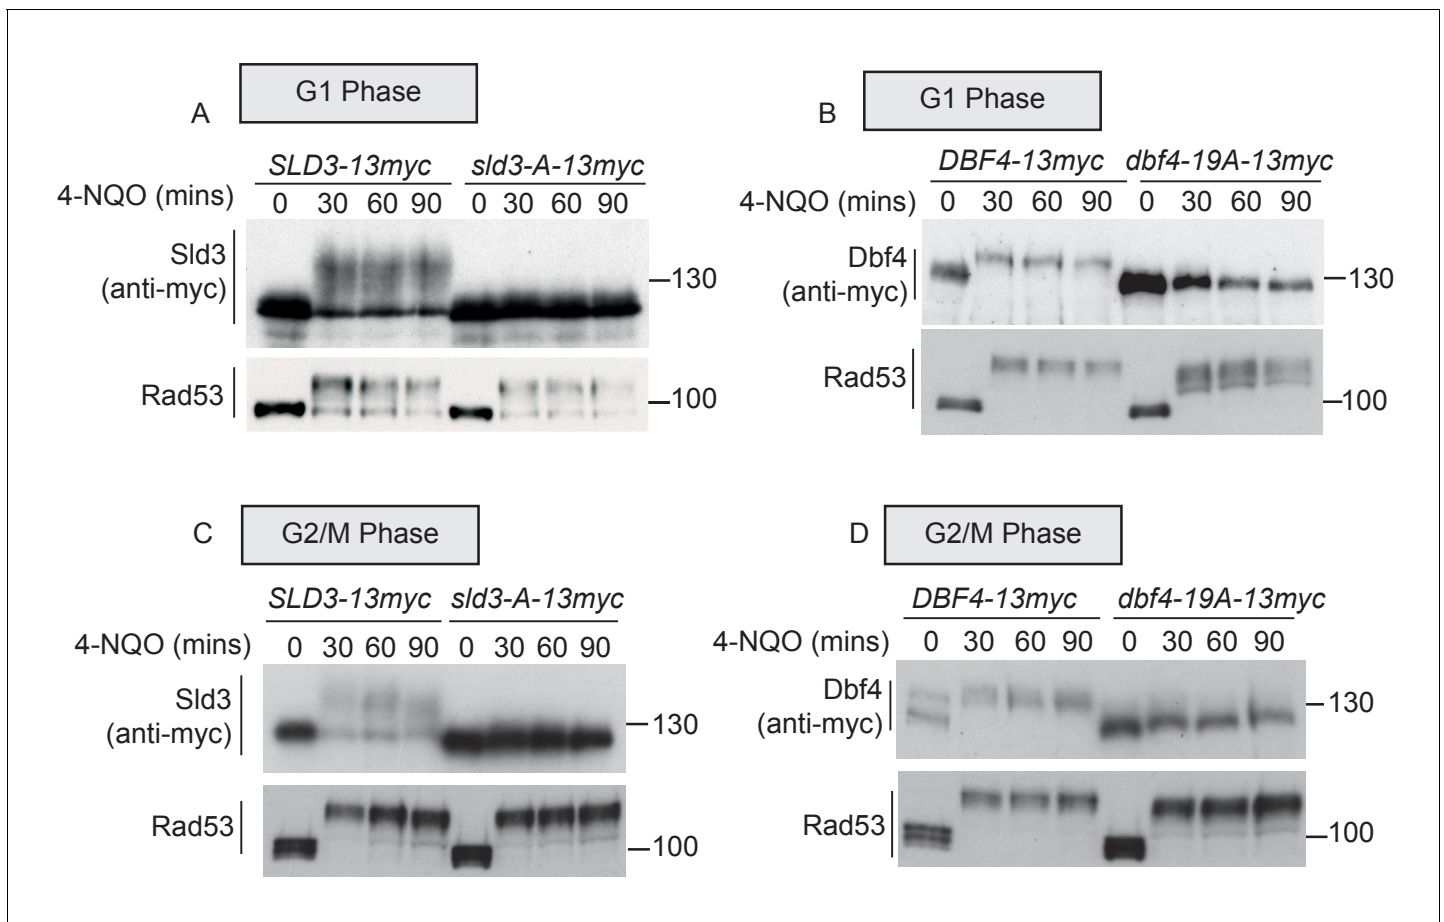 A
G1 Phase
SLD3-13myc sld3-A-13myc
4-NQO (mins) 0 30 60 90 0 30 60 90
Sld3
(anti-myc)
130
Rad53
100
B
G1 Phase
DBF4-13myc dbf4-19A-13myc
4-NQO (mins) 0 30 60 90 0 30 60 90
Dbf4
(anti-myc)
130
Rad53
100
C
G2/M Phase
SLD3-13myc sld3-A-13myc
4-NQO (mins) 0 30 60 90 0 30 60 90
Sld3
(anti-myc)
130
Rad53
100
D
G2/M Phase
DBF4-13myc dbf4-19A-13myc
4-NQO (mins) 0 30 60 90 0 30 60 90
Dbf4
(anti-myc)
130
Rad53
100